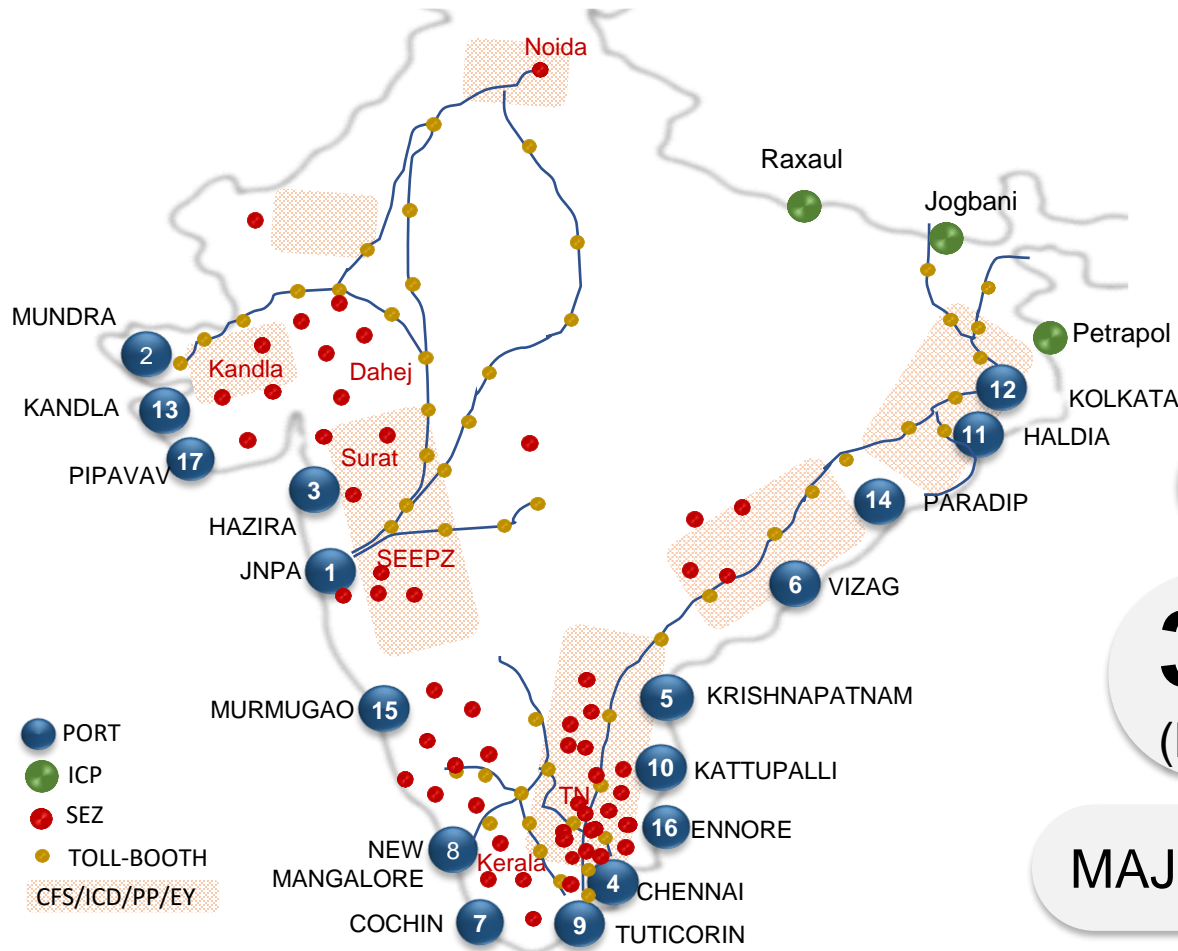 Noida
Raxaul
Jogbani
MUNDRA
2
Kandla
Dahej
Petrapol
KANDLA
13
12
KOLKATA
PIPAVAV
17
Surat
11
HALDIA
3
HAZIRA
14
PARADIP
JNPA
1
SEEPZ
6
VIZAG
MURMUGAO
15
5
KRISHNAPATNAM
PORT
ICP
SEZ
TOLL-BOOTH
CFS/ICD/PP/EY
10
KATTUPALLI
TN
16
ENNORE
NEW
MANGALORE
8
Kerala
4
CHENNAI
COCHIN
7
9
TUTICORIN
MAJ